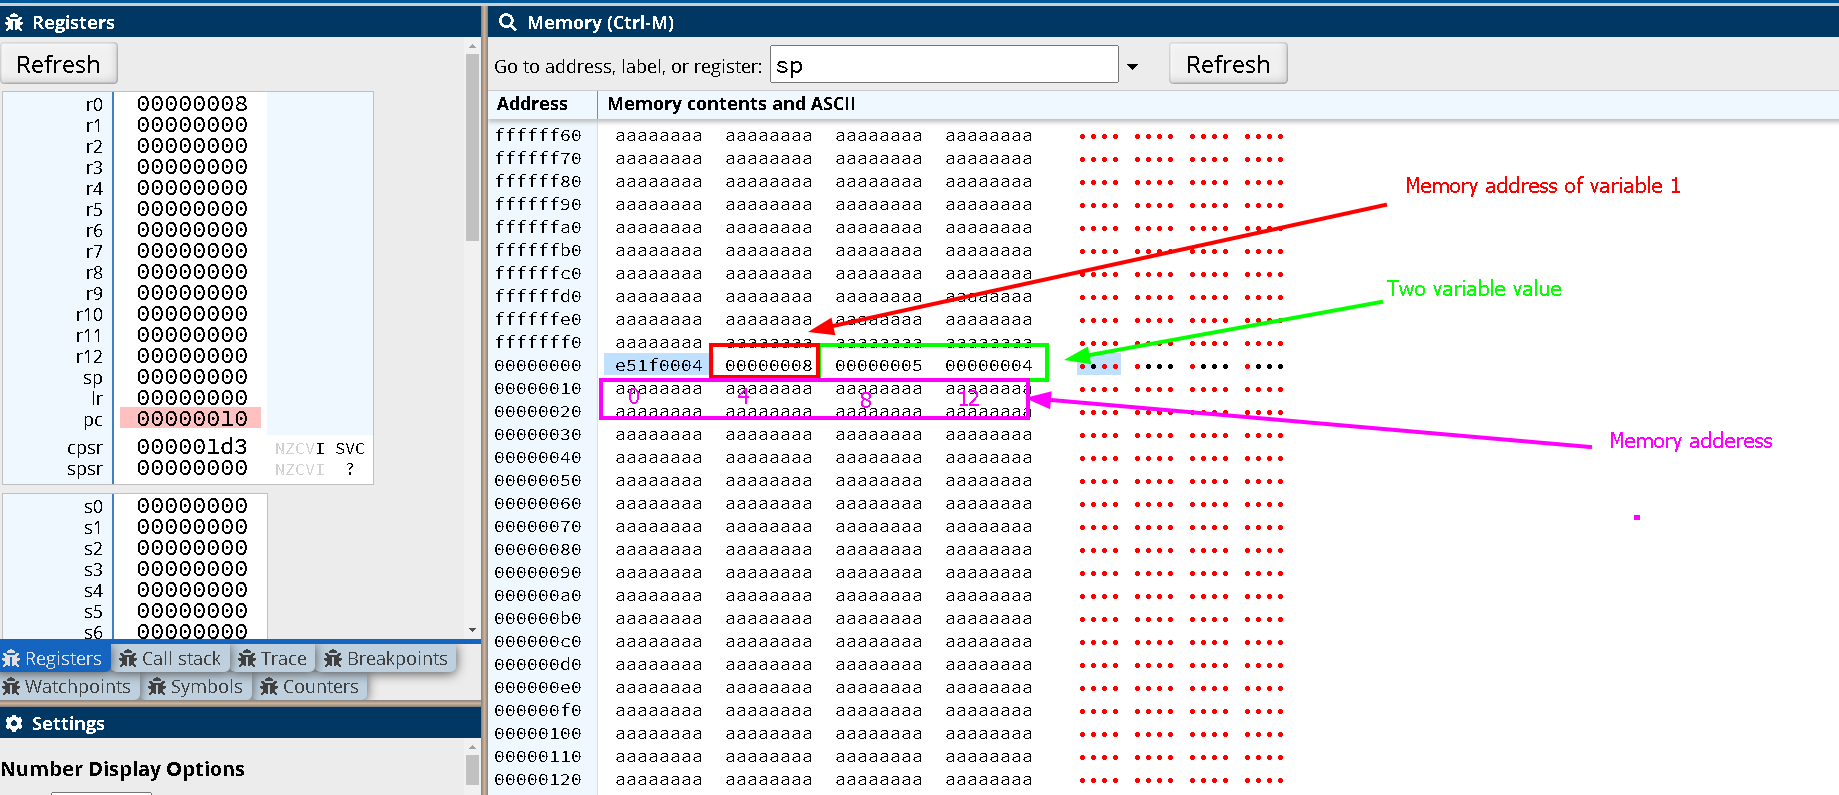 Registers
Refresh
r0 00000008
r1 00000000
r2 00000000
r3 00000000
r4 00000000
r5 00000000
r6 00000000
r7 00000000
r8 00000000
r9 00000000
r10 00000000
r11 00000000
r12 00000000
sp 00000000
lr 00000000
pc 00000010
cpsr 000001d3 NZCVI SVC
spsr 00000000 NZCVI ?
s0 00000000
s1 00000000
s2 00000000
s3 00000000
s4 00000000
s5 00000000
s6 00000000
Registers Call stack Trace Breakpoints
Watchpoints Symbols Counters
Settings
Number Display Options
Memory (Ctrl-M)
Go to address, label, or register: sp Refresh
Address Memory contents and ASCII
ffffff60 aaaaaaaa aaaaaaaa aaaaaaaa aaaaaaaa
ffffff70 aaaaaaaa aaaaaaaa aaaaaaaa aaaaaaaa
ffffff80 aaaaaaaa aaaaaaaa aaaaaaaa aaaaaaaa
ffffff90 aaaaaaaa aaaaaaaa aaaaaaaa aaaaaaaa
ffffffa0 aaaaaaaa aaaaaaaa aaaaaaaa aaaaaaaa
ffffffb0 aaaaaaaa aaaaaaaa aaaaaaaa aaaaaaaa
ffffffc0 aaaaaaaa aaaaaaaa aaaaaaaa aaaaaaaa
ffffffd0 aaaaaaaa aaaaaaaa aaaaaaaa aaaaaaaa
ffffffe0 aaaaaaaa aaaaaaaa aaaaaaaa aaaaaaaa
fffffff0 aaaaaaaa aaaaaaaa aaaaaaaa aaaaaaaa
00000000 e51f0004 00000008 00000005 00000004
00000010 aaaaaaaa aaaaaaaa aaaaaaaa aaaaaaaa
0 4 8 12
00000020 aaaaaaaa aaaaaaaa aaaaaaaa aaaaaaaa
00000030 aaaaaaaa aaaaaaaa aaaaaaaa aaaaaaaa
00000040 aaaaaaaa aaaaaaaa aaaaaaaa aaaaaaaa
00000050 aaaaaaaa aaaaaaaa aaaaaaaa aaaaaaaa
00000060 aaaaaaaa aaaaaaaa aaaaaaaa aaaaaaaa
00000070 aaaaaaaa aaaaaaaa aaaaaaaa aaaaaaaa
00000080 aaaaaaaa aaaaaaaa aaaaaaaa aaaaaaaa
00000090 aaaaaaaa aaaaaaaa aaaaaaaa aaaaaaaa
000000a0 aaaaaaaa aaaaaaaa aaaaaaaa aaaaaaaa
000000b0 aaaaaaaa aaaaaaaa aaaaaaaa aaaaaaaa
000000c0 aaaaaaaa aaaaaaaa aaaaaaaa aaaaaaaa
000000d0 aaaaaaaa aaaaaaaa aaaaaaaa aaaaaaaa
000000e0 aaaaaaaa aaaaaaaa aaaaaaaa aaaaaaaa
000000f0 aaaaaaaa aaaaaaaa aaaaaaaa aaaaaaaa
00000100 aaaaaaaa aaaaaaaa aaaaaaaa aaaaaaaa
00000110 aaaaaaaa aaaaaaaa aaaaaaaa aaaaaaaa
00000120 aaaaaaaa aaaaaaaa aaaaaaaa aaaaaaaa
Memory address of variable 1
Two variable value
Memory adderess